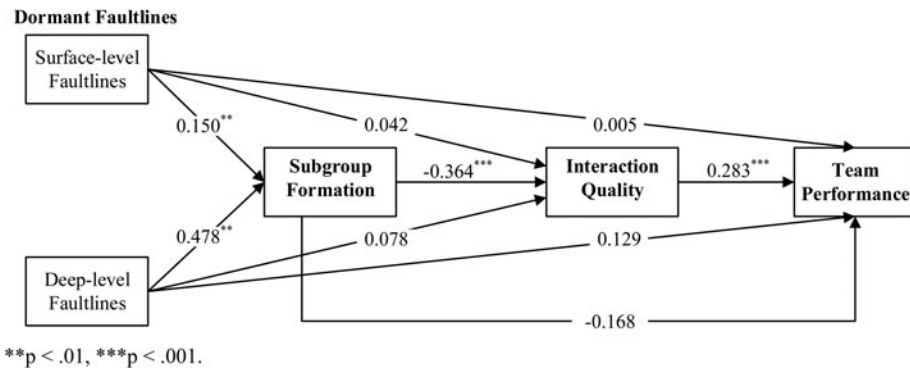 Dormant Faultlines
Surface-level
Faultlines
0.150**
0.042
0.005
Subgroup
Formation
-0.364***
Interaction
Quality
0.283***
Team
Performance
0.478**
0.078
0.129
Deep-level
Faultlines
-0.168
**p < .01, ***p < .001.